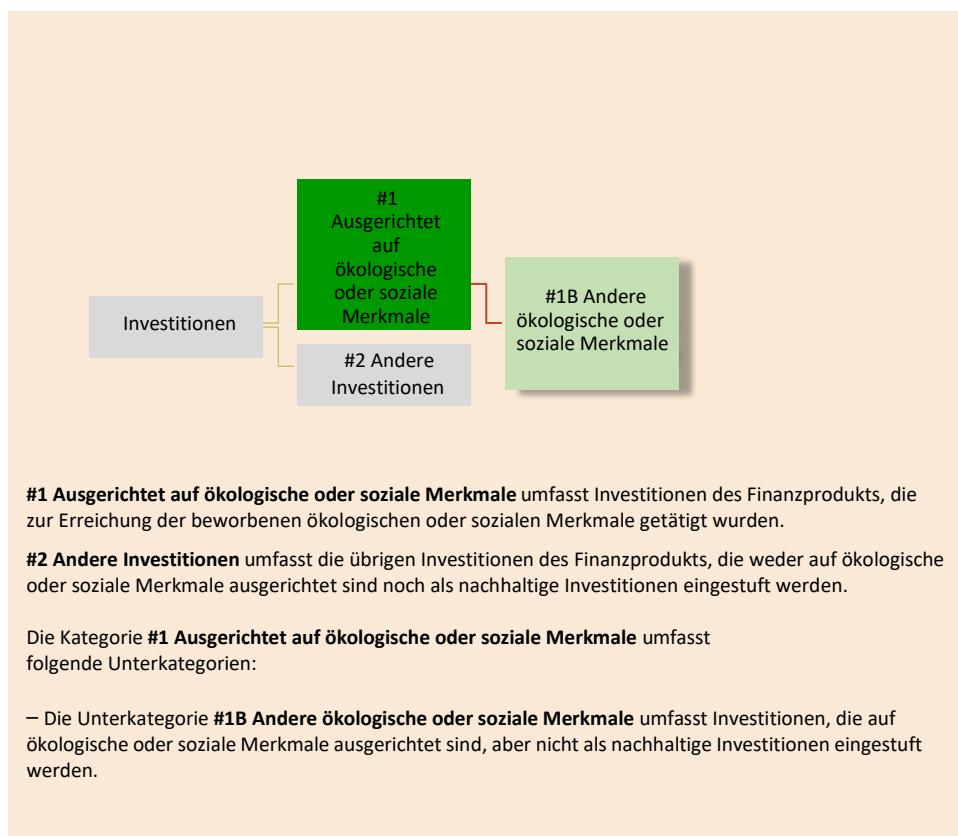 #1
Ausgerichtet
auf
ökologische
oder soziale
Merkmale
Investitionen
#1B Andere
ökologische oder
soziale Merkmale
#2 Andere
Investitionen
#1 Ausgerichtet auf ökologische oder soziale Merkmale umfasst Investitionen des Finanzprodukts, die
zur Erreichung der beworbenen ökologischen oder sozialen Merkmale getätigt wurden.
#2 Andere Investitionen umfasst die übrigen Investitionen des Finanzprodukts, die weder auf ökologische
oder soziale Merkmale ausgerichtet sind noch als nachhaltige Investitionen eingestuft werden.
Die Kategorie #1 Ausgerichtet auf ökologische oder soziale Merkmale umfasst
folgende Unterkategorien:
– Die Unterkategorie #1B Andere ökologische oder soziale Merkmale umfasst Investitionen, die auf
ökologische oder soziale Merkmale ausgerichtet sind, aber nicht als nachhaltige Investitionen eingestuft
werden.